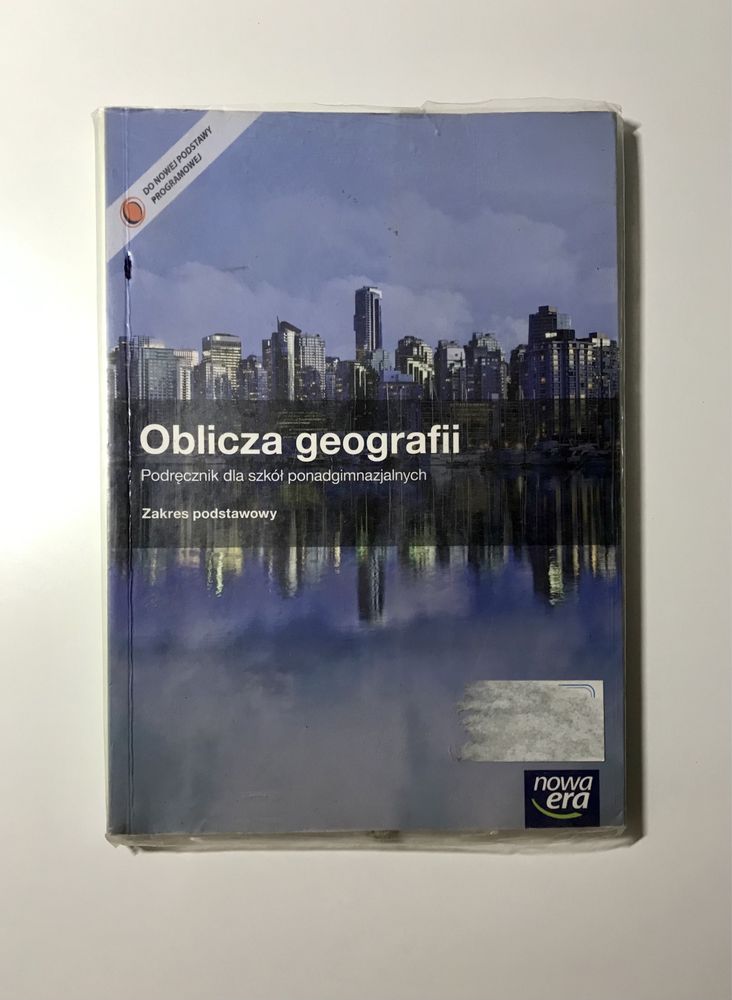 DO NOWEJ PODSTAWY
PROGRAMOWEJ
Oblicza geografii
Podręcznik dla szkół ponadgimnazjalnych
Zakres podstawowy
nowa
era